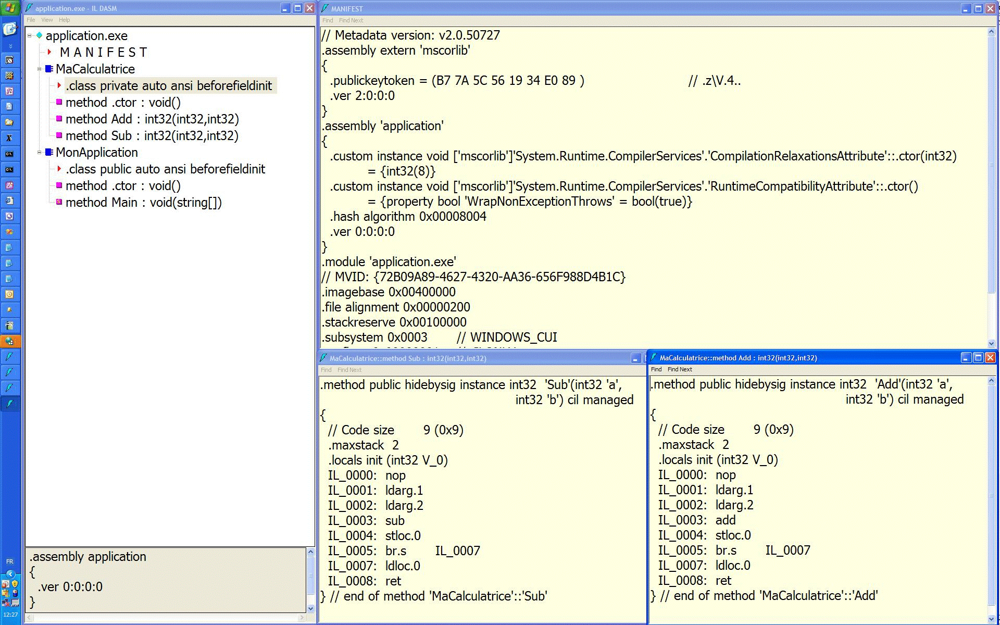 application.exe - IL DASM
File View Help
application.exe
M A N I F E S T
MaCalculatrice
.class private auto ansi beforefieldinit
method .ctor : void()
method Add : int32(int32,int32)
method Sub : int32(int32,int32)
MonApplication
.class public auto ansi beforefieldinit
method .ctor : void()
method Main : void(string[])
.assembly application
{
.ver 0:0:0:0
}
FR
12:27
MANIFEST
Find Find Next
// Metadata version: v2.0.50727
.assembly extern 'mscorlib'
{
.publickeytoken = (B7 7A 5C 56 19 34 E0 89 ) // .z\V.4..
.ver 2:0:0:0
}
.assembly 'application'
{
.custom instance void ['mscorlib']'System.Runtime.CompilerServices'.'CompilationRelaxationsAttribute'::.ctor(int32)
= {int32(8)}
.custom instance void ['mscorlib']'System.Runtime.CompilerServices'.'RuntimeCompatibilityAttribute'::.ctor()
= {property bool 'WrapNonExceptionThrows' = bool(true)}
.hash algorithm 0x00008004
.ver 0:0:0:0
}
.module 'application.exe'
// MVID: {72B09A89-4627-4320-AA36-656F988D4B1C}
.imagebase 0x00400000
.file alignment 0x00000200
.stackreserve 0x00100000
.subsystem 0x0003 // WINDOWS_CUI
MaCalculatrice::method Sub : int32(int32,int32)
Find Find Next
.method public hidebysig instance int32 'Sub'(int32 'a',
int32 'b') cil managed
{
// Code size 9 (0x9)
.maxstack 2
.locals init (int32 V_0)
IL_0000: nop
IL_0001: ldarg.1
IL_0002: ldarg.2
IL_0003: sub
IL_0004: stloc.0
IL_0005: br.s IL_0007
IL_0007: ldloc.0
IL_0008: ret
} // end of method 'MaCalculatrice'::'Sub'
MaCalculatrice::method Add : int32(int32,int32)
Find Find Next
.method public hidebysig instance int32 'Add'(int32 'a',
int32 'b') cil managed
{
// Code size 9 (0x9)
.maxstack 2
.locals init (int32 V_0)
IL_0000: nop
IL_0001: ldarg.1
IL_0002: ldarg.2
IL_0003: add
IL_0004: stloc.0
IL_0005: br.s IL_0007
IL_0007: ldloc.0
IL_0008: ret
} // end of method 'MaCalculatrice'::'Add'